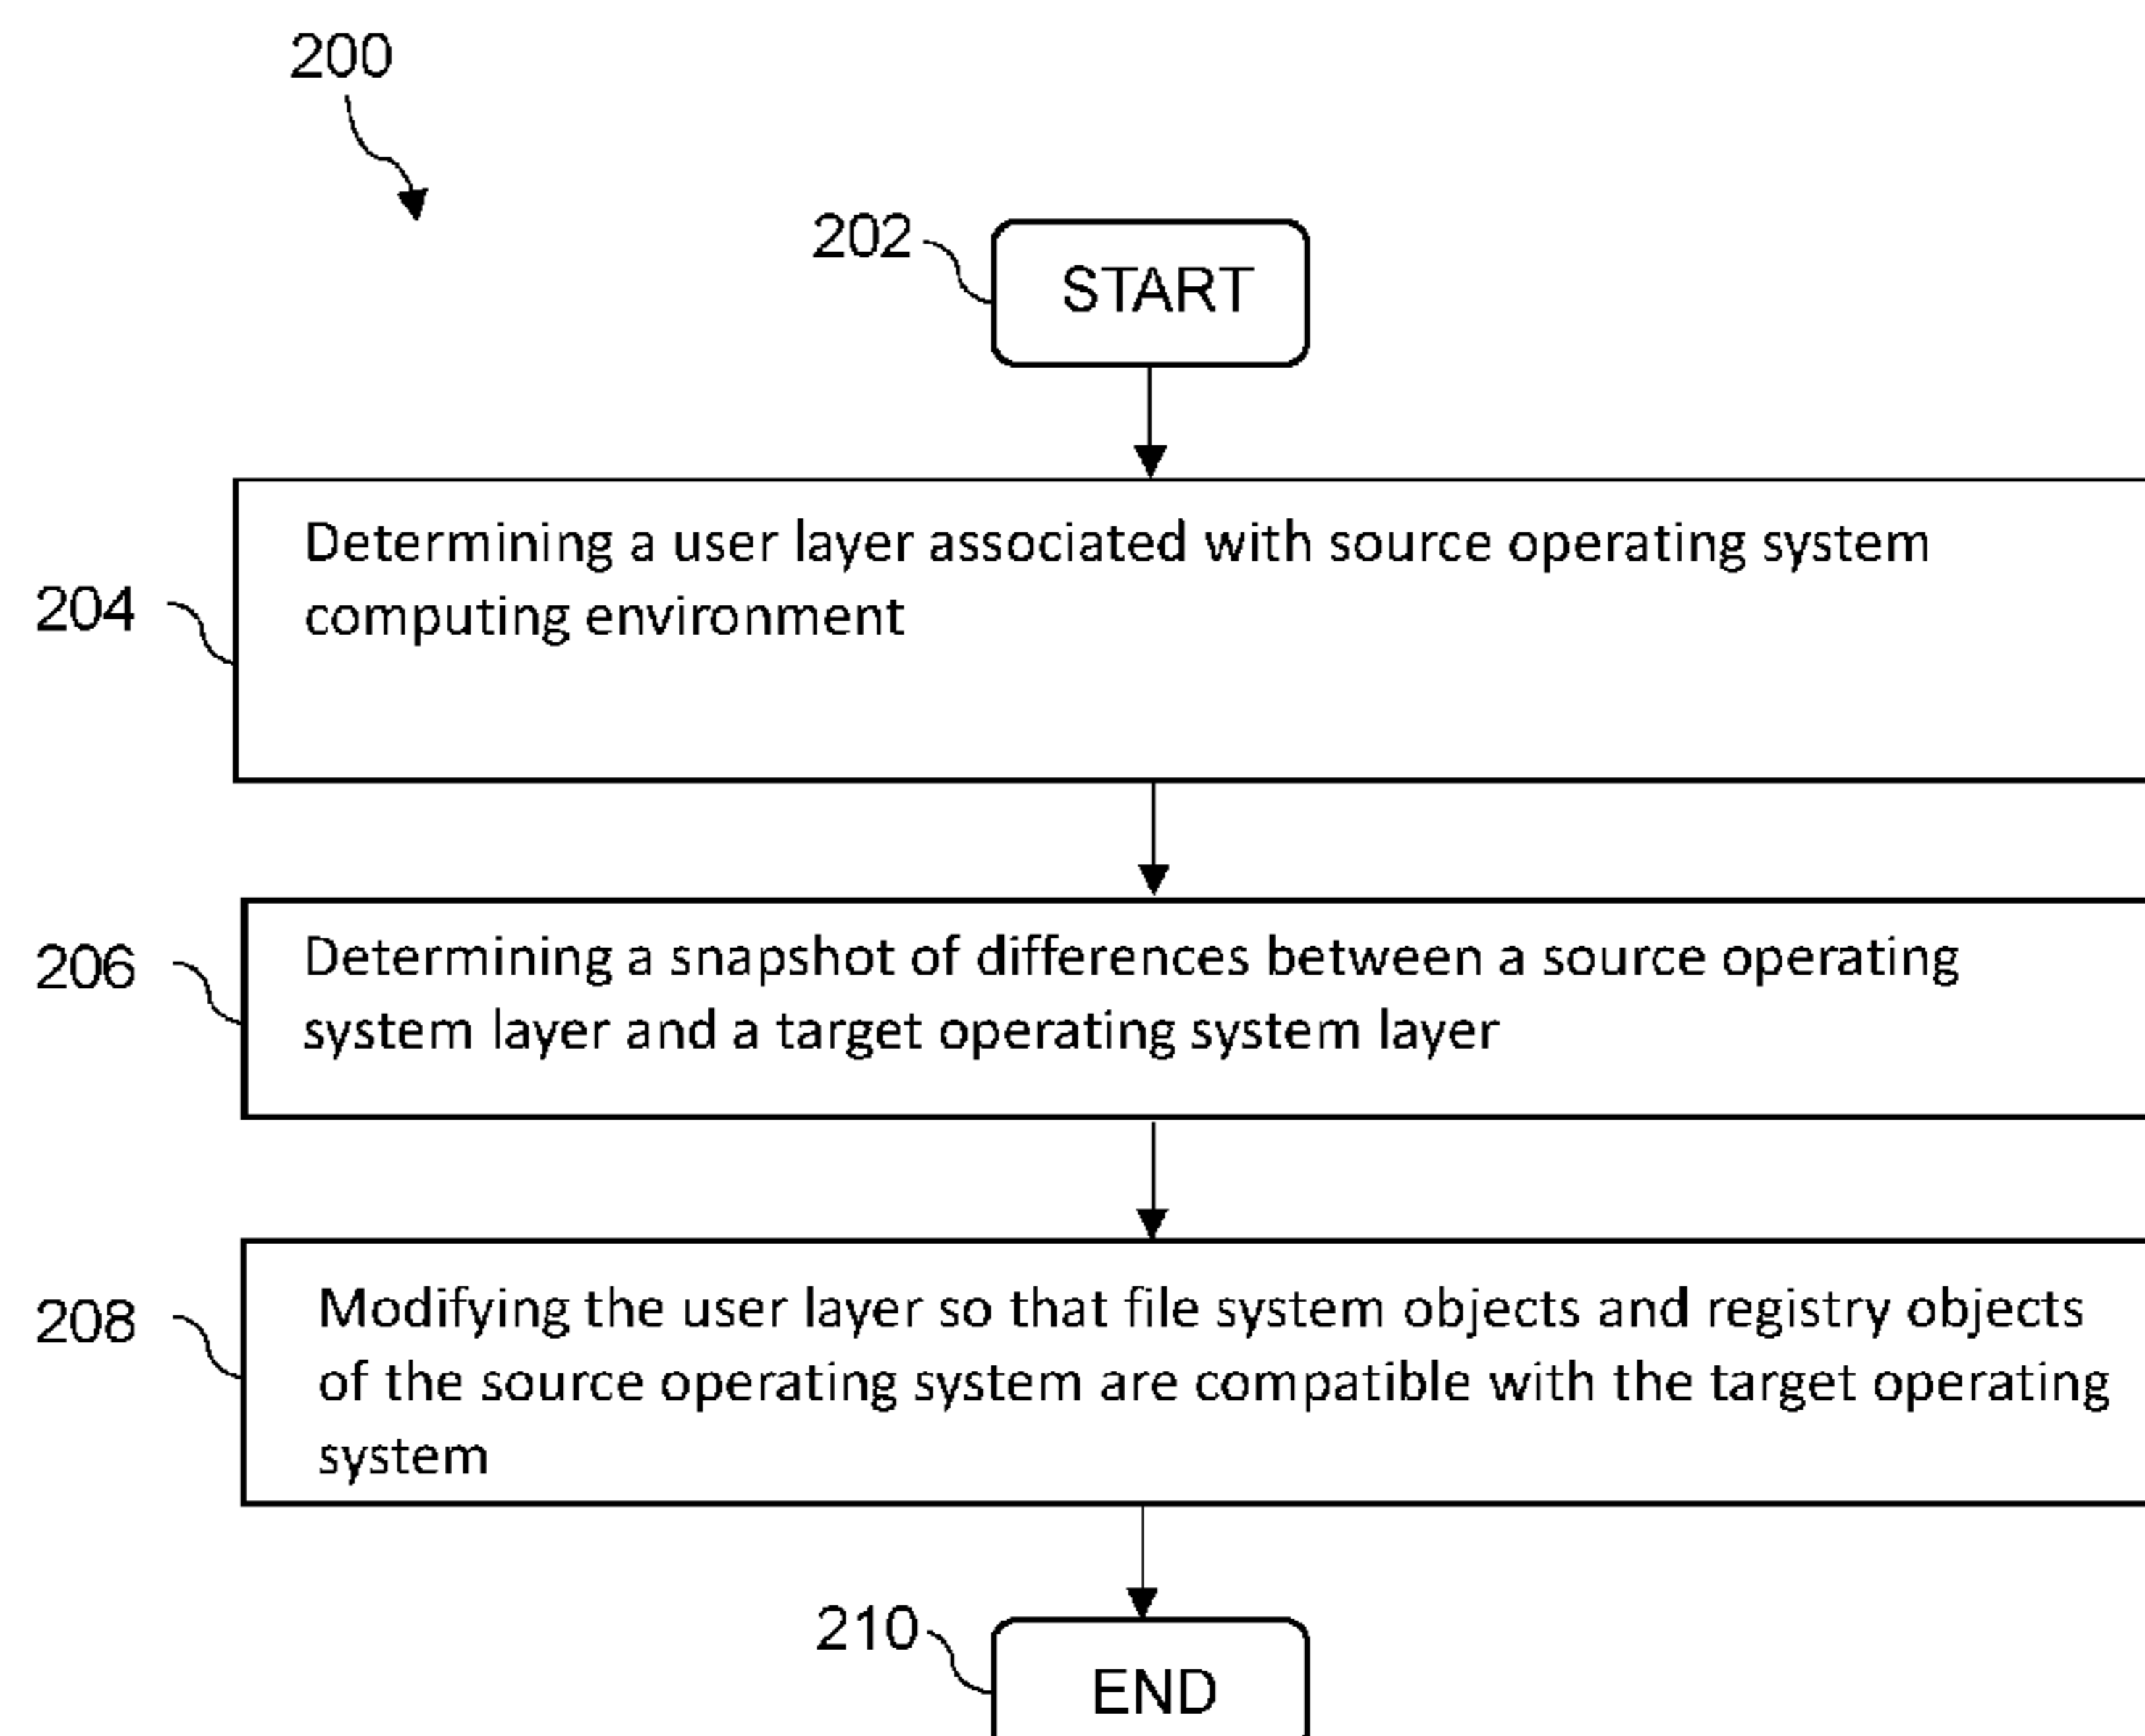 200
202
START
204
Determining a user layer associated with source operating system
computing environment
206
Determining a snapshot of differences between a source operating
system layer and a target operating system layer
208
Modifying the user layer so that file system objects and registry objects
of the source operating system are compatible with the target operating
system
210
END